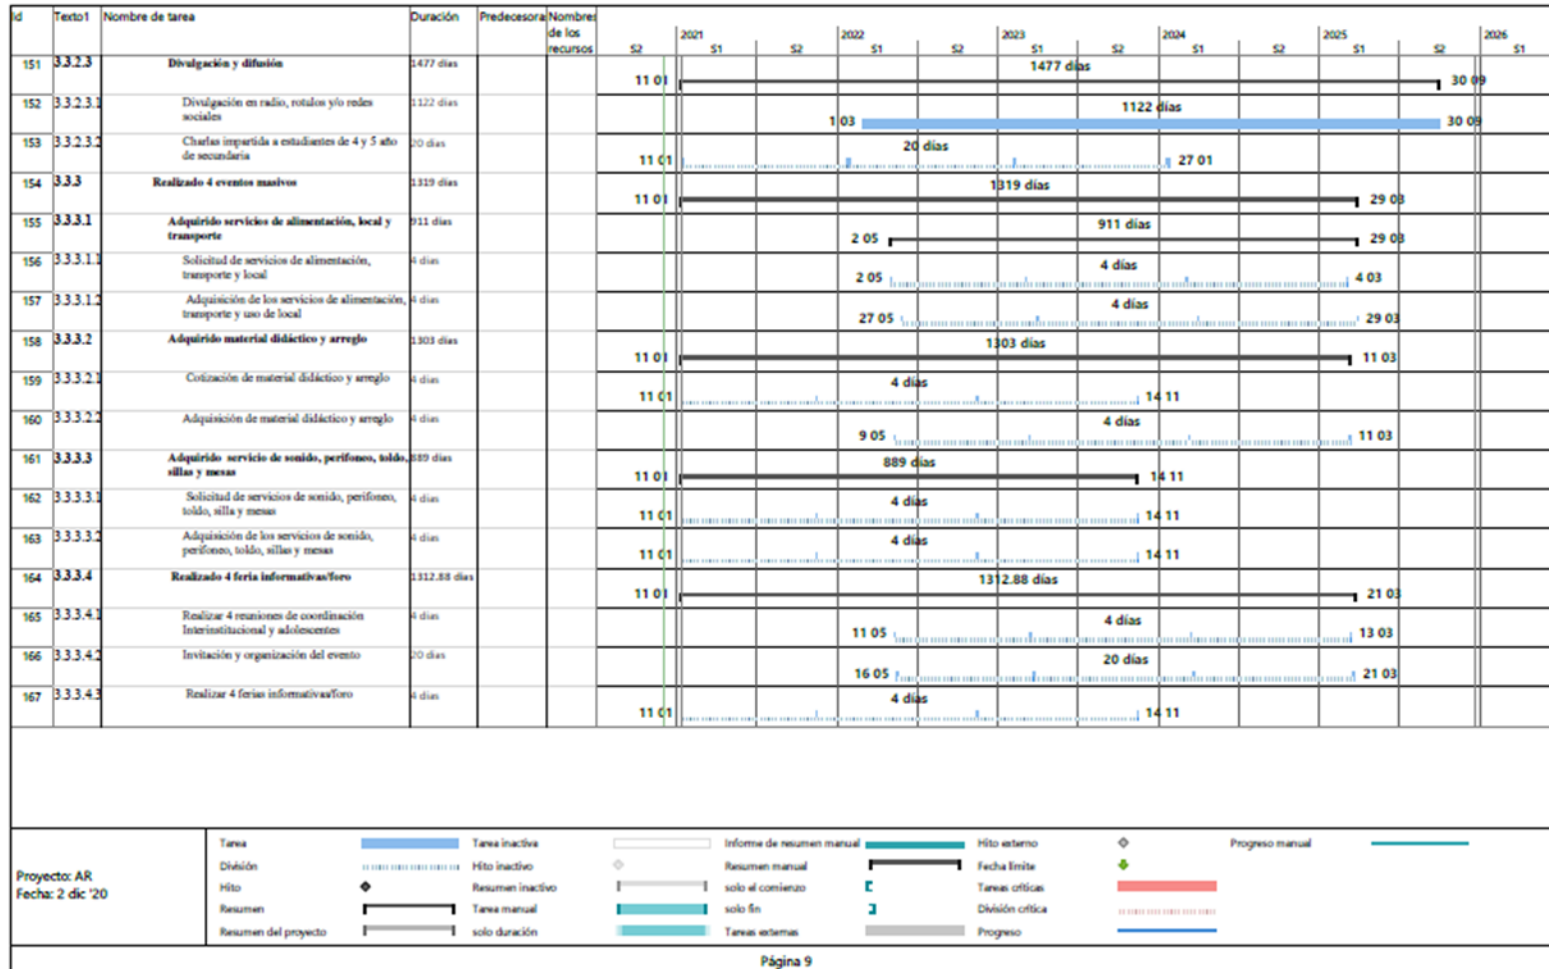 Id Texto1 Nombre de tarea Duración Predecesora Nombres
de los
recursos
2021 2022 2023 2024 2025 2026
S2 S1 S2 S1 S2 S1 S2 S1 S2 S1 S2 S1
151 3.3.2.3 Divulgación y difusión 1477 días 11 01 1477 días 30 09
152 3.3.2.3.1 Divulgación en radio, rotulos y/o redes
sociales 1122 días 1 03 1122 días 30 09
153 3.3.2.3.2 Charlas impartida a estudiantes de 4 y 5 año
de secundaria 20 días 11 01 20 días 27 01
154 3.3.3 Realizado 4 eventos masivos 1319 días 11 01 1319 días 29 03
155 3.3.3.1 Adquirido servicios de alimentación, local y
transporte 911 días 2 05 911 días 29 03
156 3.3.3.1.1 Solicitud de servicios de alimentación,
transporte y local 4 días 2 05 4 días 4 03
157 3.3.3.1.2 Adquisición de los servicios de alimentación,
transporte y uso de local 4 días 27 05 4 días 29 03
158 3.3.3.2 Adquirido material didáctico y arreglo 1303 días 11 01 1303 días 11 03
159 3.3.3.2.1 Cotización de material didáctico y arreglo 4 días 11 01 4 días 14 11
160 3.3.3.2.2 Adquisición de material didáctico y arreglo 4 días 9 05 4 días 11 03
161 3.3.3.3 Adquirido servicio de sonido, perifoneo, toldo,
sillas y mesas 889 días 11 01 889 días 14 11
162 3.3.3.3.1 Solicitud de servicios de sonido, perifoneo,
toldo, silla y mesas 4 días 11 01 4 días 14 11
163 3.3.3.3.2 Adquisición de los servicios de sonido,
perifoneo, toldo, sillas y mesas 4 días 11 01 4 días 14 11
164 3.3.3.4 Realizado 4 feria informativas/foro 1312.88 días 11 01 1312.88 días 21 03
165 3.3.3.4.1 Realizar 4 reuniones de coordinación
Interinstitucional y adolescentes 4 días 11 05 4 días 13 03
166 3.3.3.4.2 Invitación y organización del evento 20 días 16 05 20 días 21 03
167 3.3.3.4.3 Realizar 4 ferias informativas/foro 4 días 11 01 4 días 14 11
Proyecto: AR
Fecha: 2 dic '20
Tarea Tarea inactiva Informe de resumen manual Hito externo Progreso manual
División Hito inactivo Resumen manual Fecha límite
Hito Resumen inactivo solo el comienzo Tareas críticas
Resumen Tarea manual solo fin División crítica
Resumen del proyecto solo duración Tareas externas Progreso
Página 9